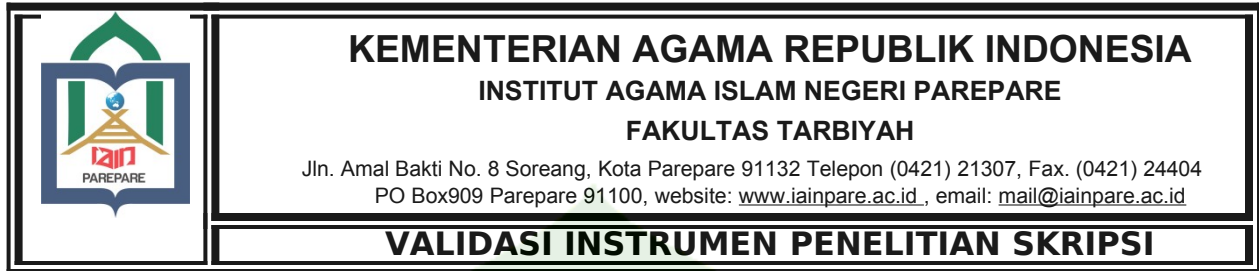 iain
PAREPARE
KEMENTERIAN AGAMA REPUBLIK INDONESIA
INSTITUT AGAMA ISLAM NEGERI PAREPARE
FAKULTAS TARBIYAH
Jln. Amal Bakti No. 8 Soreang, Kota Parepare 91132 Telepon (0421) 21307, Fax. (0421) 24404
PO Box909 Parepare 91100, website: www.iainpare.ac.id , email: mail@iainpare.ac.id
VALIDASI INSTRUMEN PENELITIAN SKRIPSI